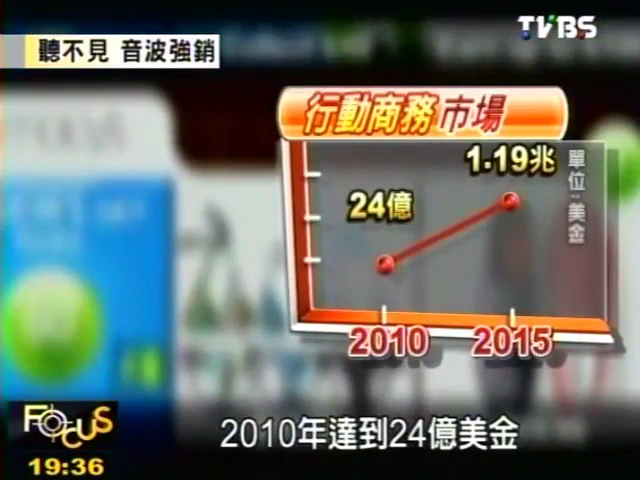 TVBS
聽不見 音波強銷
行動商務市場
1.19兆
24億
單位:美金
2010 2015
FOCUS
2010年達到24億美金
19:36